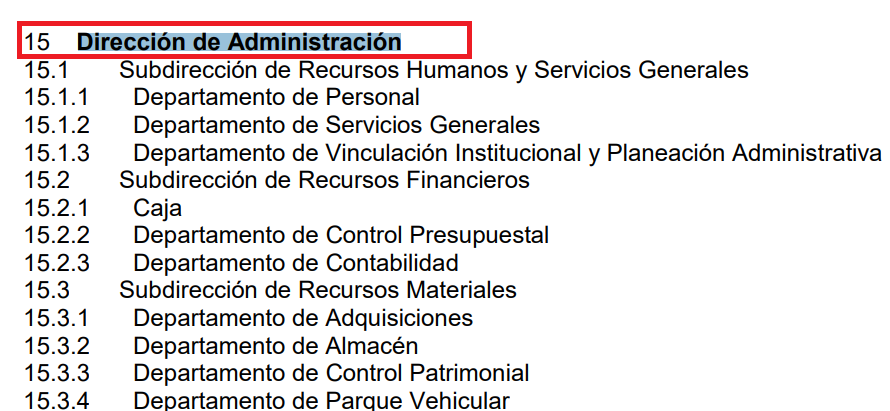 15 Dirección de Administración
15.1 Subdirección de Recursos Humanos y Servicios Generales
15.1.1 Departamento de Personal
15.1.2 Departamento de Servicios Generales
15.1.3 Departamento de Vinculación Institucional y Planeación Administrativa
15.2 Subdirección de Recursos Financieros
15.2.1 Caja
15.2.2 Departamento de Control Presupuestal
15.2.3 Departamento de Contabilidad
15.3 Subdirección de Recursos Materiales
15.3.1 Departamento de Adquisiciones
15.3.2 Departamento de Almacén
15.3.3 Departamento de Control Patrimonial
15.3.4 Departamento de Parque Vehicular